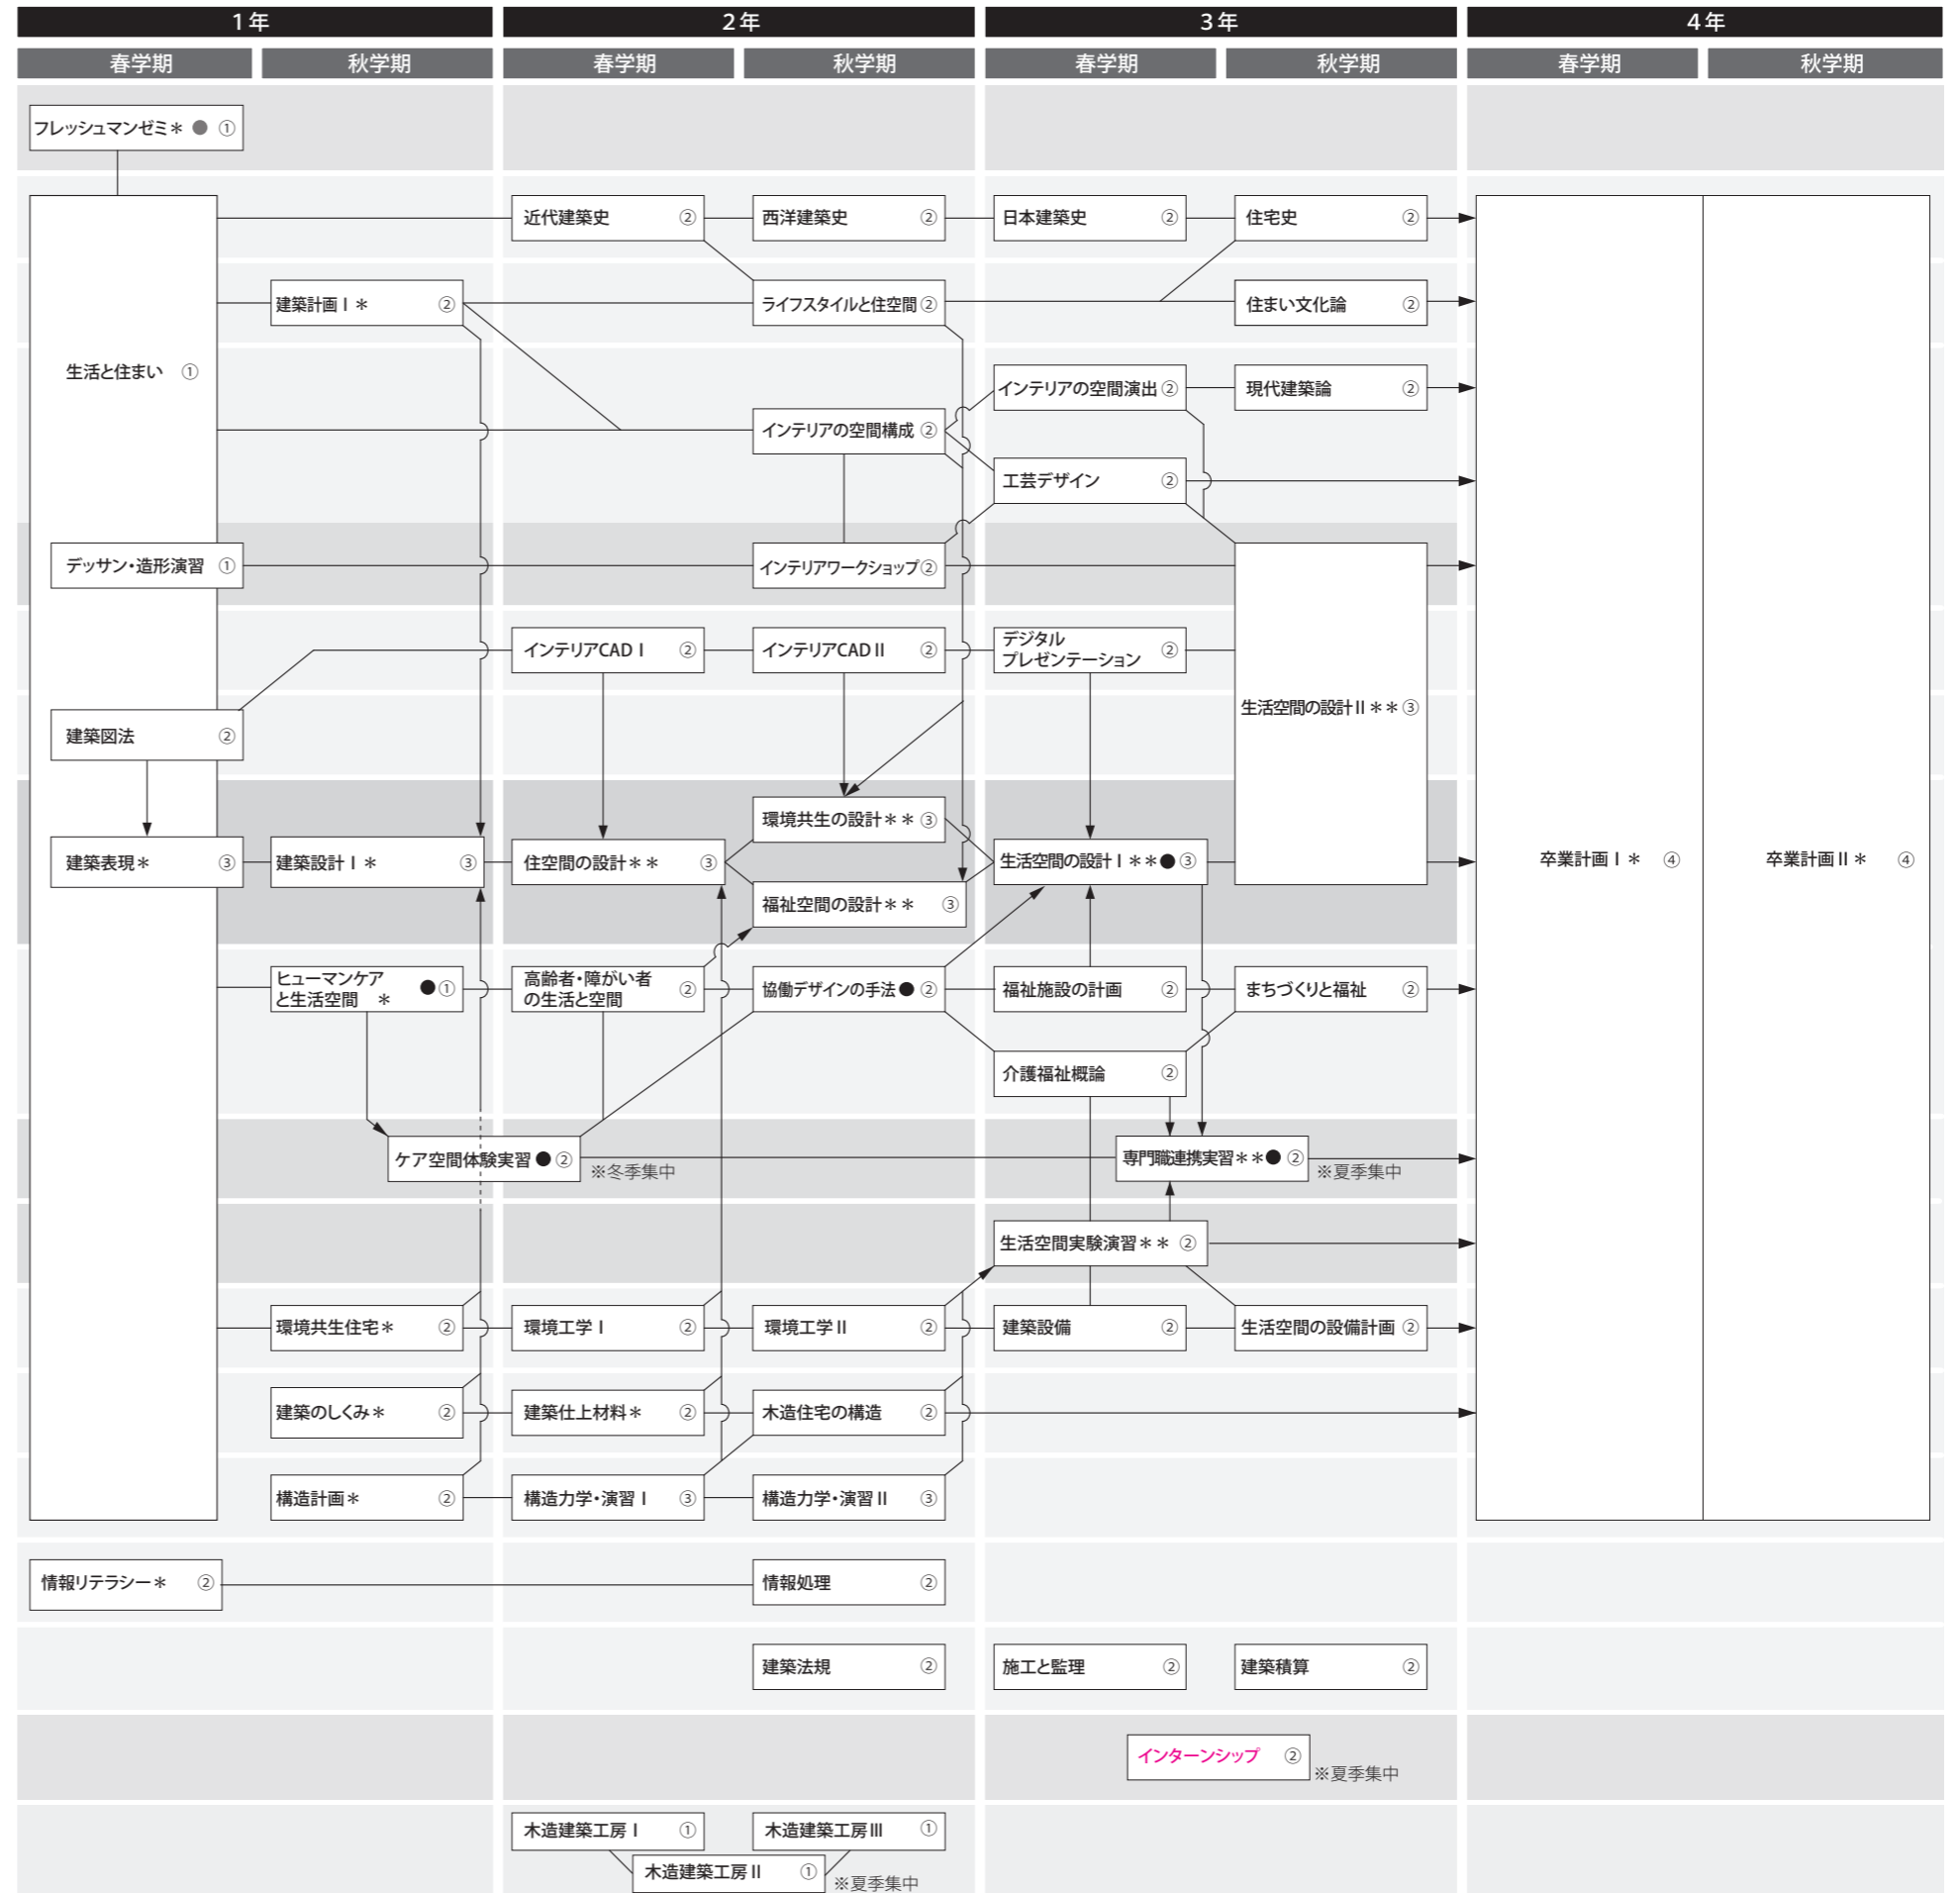 1年
2年
3年
4年
春学期 秋学期 春学期 秋学期 春学期 秋学期 春学期 秋学期
フレッシュマンゼミ＊ ● ①
近代建築史 ②
西洋建築史 ②
日本建築史 ②
住宅史 ②
建築計画Ⅰ＊ ②
ライフスタイルと住空間 ②
住まい文化論 ②
生活と住まい ①
インテリアの空間演出 ②
現代建築論 ②
インテリアの空間構成 ②
工芸デザイン ②
デッサン・造形演習 ①
インテリアワークショップ ②
インテリアCADⅠ ②
インテリアCADⅡ ②
デジタル
プレゼンテーション ②
生活空間の設計Ⅱ＊＊ ③
建築図法 ②
環境共生の設計＊＊ ③
建築表現＊ ③
建築設計Ⅰ＊ ③
住空間の設計＊＊ ③
生活空間の設計Ⅰ＊＊● ③
卒業計画Ⅰ＊ ④
卒業計画Ⅱ＊ ④
福祉空間の設計＊＊ ③
ヒューマンケア
と生活空間 ＊ ●①
高齢者・障がい者
の生活と空間 ②
協働デザインの手法● ②
福祉施設の計画 ②
まちづくりと福祉 ②
介護福祉概論 ②
ケア空間体験実習● ②
※冬季集中
専門職連携実習＊＊● ②
※夏季集中
生活空間実験演習＊＊ ②
環境共生住宅＊ ②
環境工学Ⅰ ②
環境工学Ⅱ ②
建築設備 ②
生活空間の設備計画 ②
建築のしくみ＊ ②
建築仕上材料＊ ②
木造住宅の構造 ②
構造計画＊ ②
構造力学・演習Ⅰ ③
構造力学・演習Ⅱ ③
情報リテラシー＊ ②
情報処理 ②
建築法規 ②
施工と監理 ②
建築積算 ②
インターンシップ ②
※夏季集中
木造建築工房Ⅰ ①
木造建築工房Ⅲ ①
木造建築工房Ⅱ ①
※夏季集中